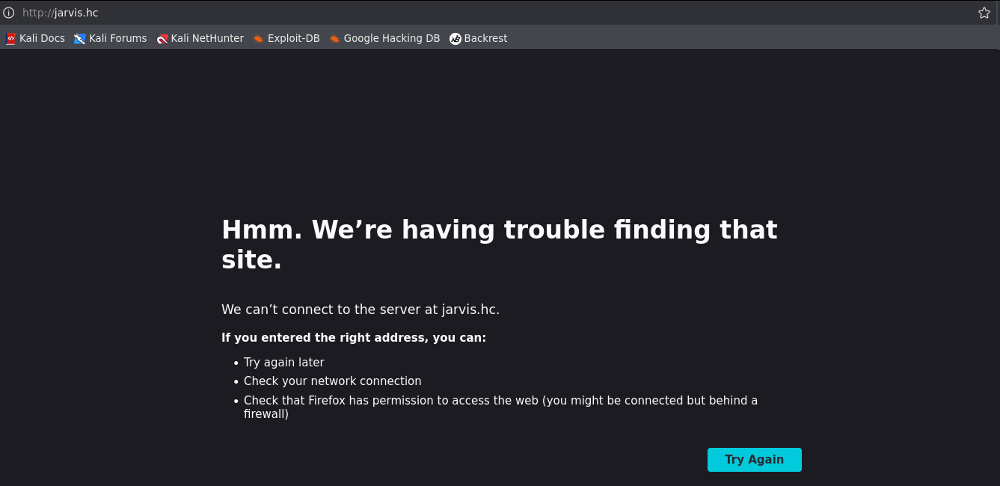 http://jarvis.hc
Kali Docs Kali Forums Kali NetHunter Exploit-DB Google Hacking DB Backrest
Hmm. We’re having trouble finding that
site.
We can’t connect to the server at jarvis.hc.
If you entered the right address, you can:
• Try again later
• Check your network connection
• Check that Firefox has permission to access the web (you might be connected but behind a
firewall)
Try Again